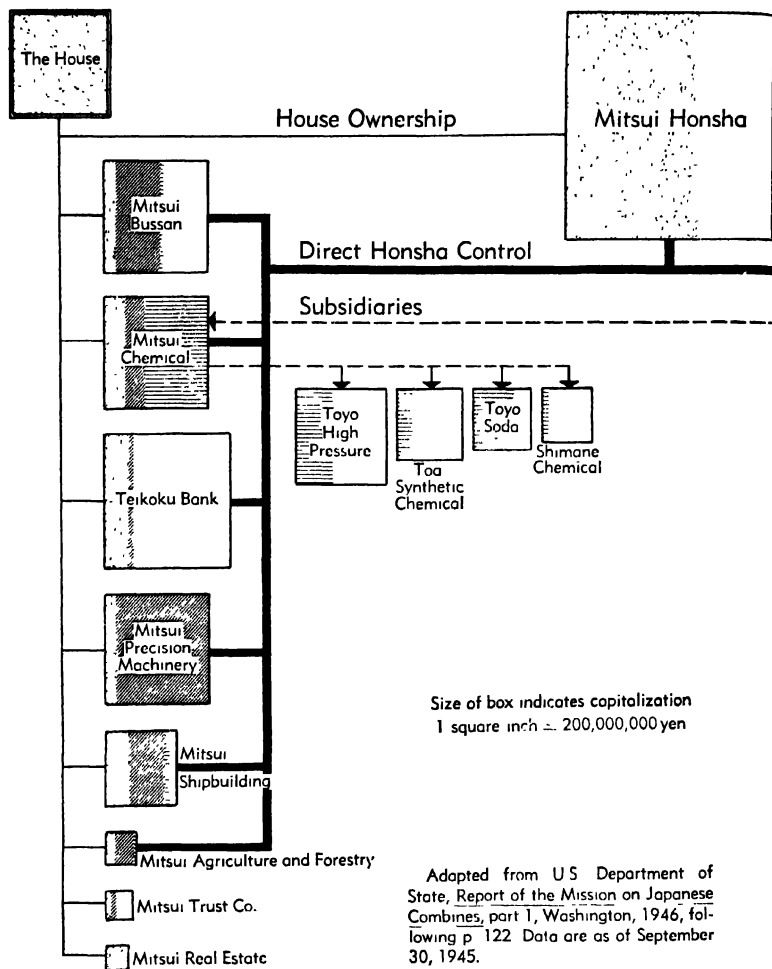 The House
House Ownership
Mitsui Honsha
Mitsui
Bussan
Direct Honsha Control
Subsidiaries
Mitsui
Chemical
Toyo
High
Pressure
Toa
Synthetic
Chemical
Toyo
Soda
Shimane
Chemical
Teikoku Bank
Mitsui
Precision
Machinery
Size of box indicates capitalization
1 square inch = 200,000,000 yen
Mitsui
Shipbuilding
Mitsui Agriculture and Forestry
Mitsui Trust Co.
Mitsui Real Estate
Adapted from U S Department of
State, Report of the Mission on Japanese
Combines, part 1, Washington, 1946, fol-
lowing p 122 Data are as of September
30, 1945.